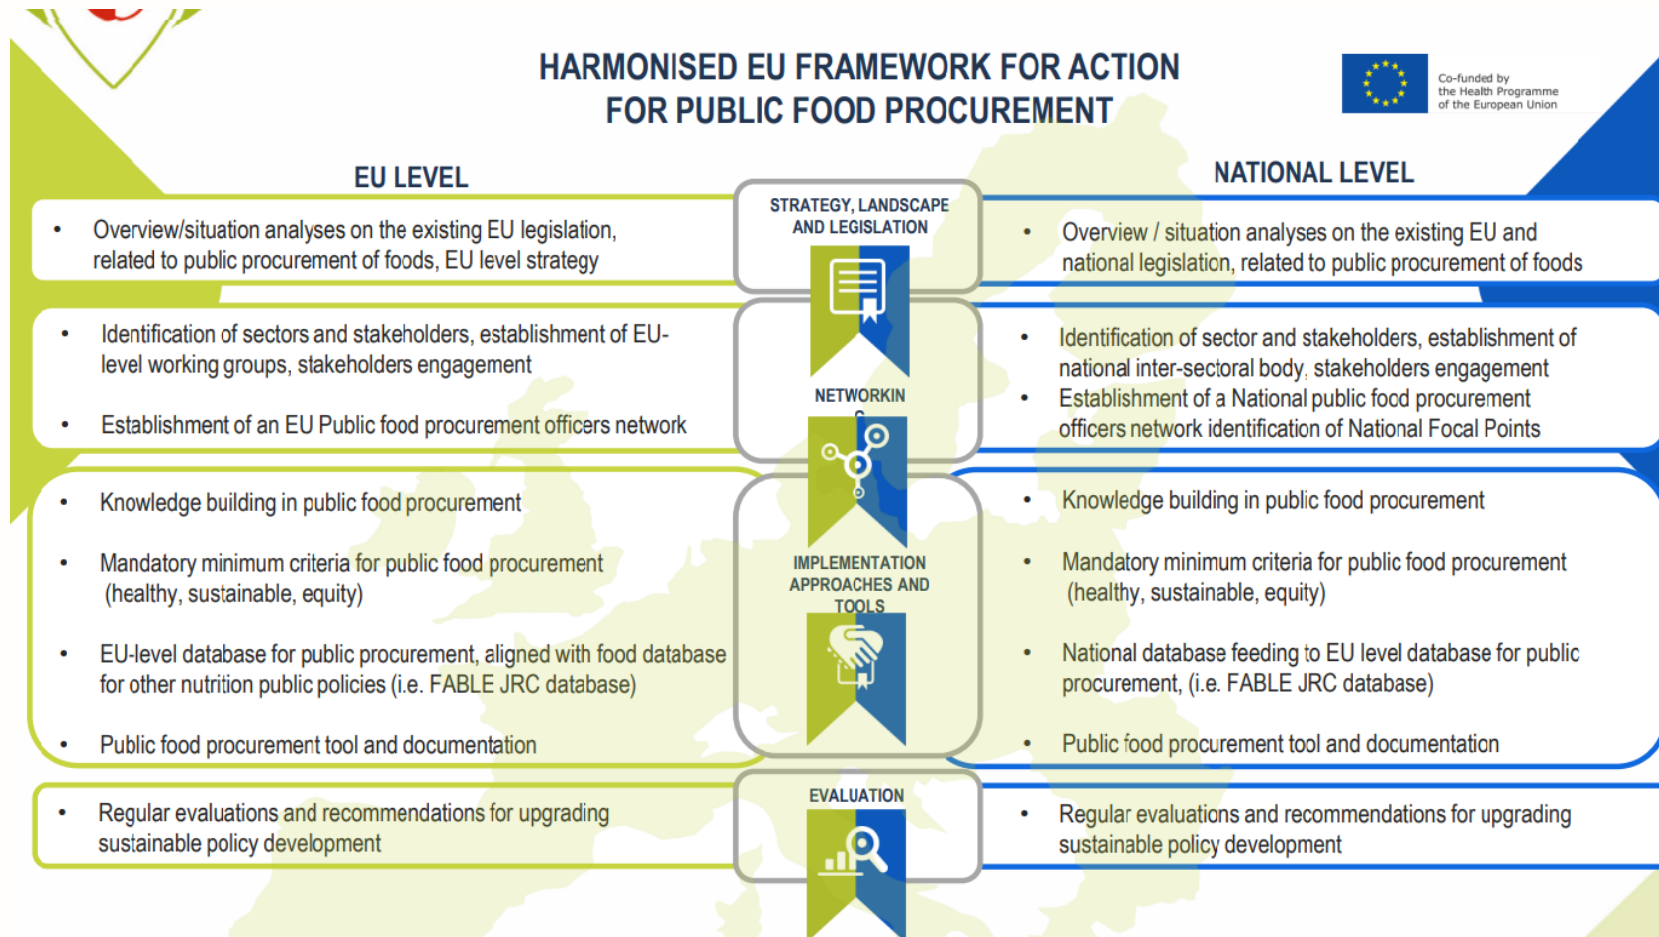 HARMONISED EU FRAMEWORK FOR ACTION
FOR PUBLIC FOOD PROCUREMENT
Co-funded by
the Health Programme
of the European Union
EU LEVEL
NATIONAL LEVEL
STRATEGY, LANDSCAPE
AND LEGISLATION
• Overview/situation analyses on the existing EU legislation,
related to public procurement of foods, EU level strategy
• Overview / situation analyses on the existing EU and
national legislation, related to public procurement of foods
• Identification of sectors and stakeholders, establishment of EU-
level working groups, stakeholders engagement
• Establishment of an EU Public food procurement officers network
NETWORKIN
G
• Identification of sector and stakeholders, establishment of
national inter-sectoral body, stakeholders engagement
• Establishment of a National public food procurement
officers network identification of National Focal Points
• Knowledge building in public food procurement
• Mandatory minimum criteria for public food procurement
(healthy, sustainable, equity)
• EU-level database for public procurement, aligned with food database
for other nutrition public policies (i.e. FABLE JRC database)
• Public food procurement tool and documentation
IMPLEMENTATION
APPROACHES AND
TOOLS
• Knowledge building in public food procurement
• Mandatory minimum criteria for public food procurement
(healthy, sustainable, equity)
• National database feeding to EU level database for public
procurement, (i.e. FABLE JRC database)
• Public food procurement tool and documentation
• Regular evaluations and recommendations for upgrading
sustainable policy development
EVALUATION
• Regular evaluations and recommendations for upgrading
sustainable policy development